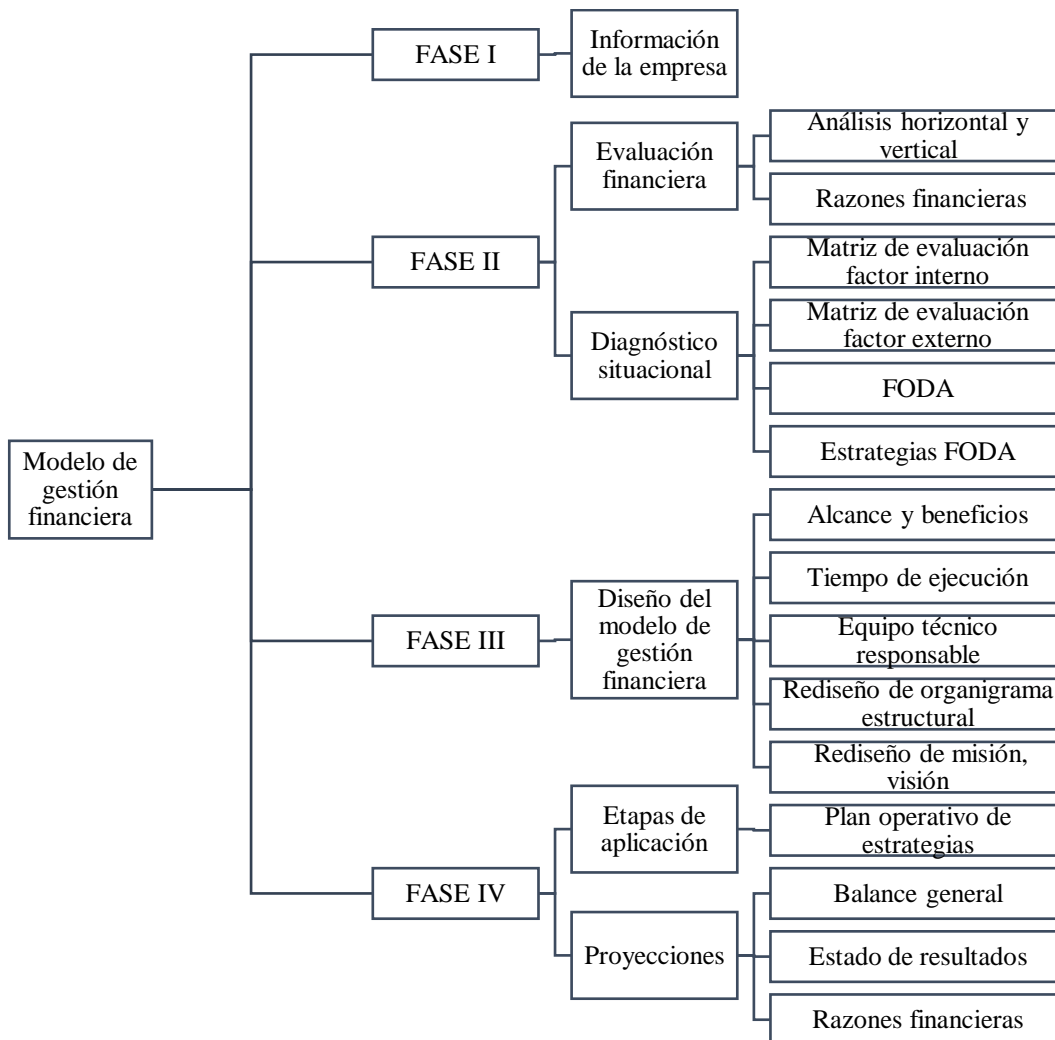 Modelo de
gestión
financiera
FASE I
Información
de la empresa
FASE II
Evaluación
financiera
Análisis horizontal y
vertical
Razones financieras
Diagnóstico
situacional
Matriz de evaluación
factor interno
Matriz de evaluación
factor externo
FODA
Estrategias FODA
FASE III
Diseño del
modelo de
gestión
financiera
Alcance y beneficios
Tiempo de ejecución
Equipo técnico
responsable
Rediseño de organigrama
estructural
Rediseño de misión,
visión
FASE IV
Etapas de
aplicación
Plan operativo de
estrategias
Proyecciones
Balance general
Estado de resultados
Razones financieras